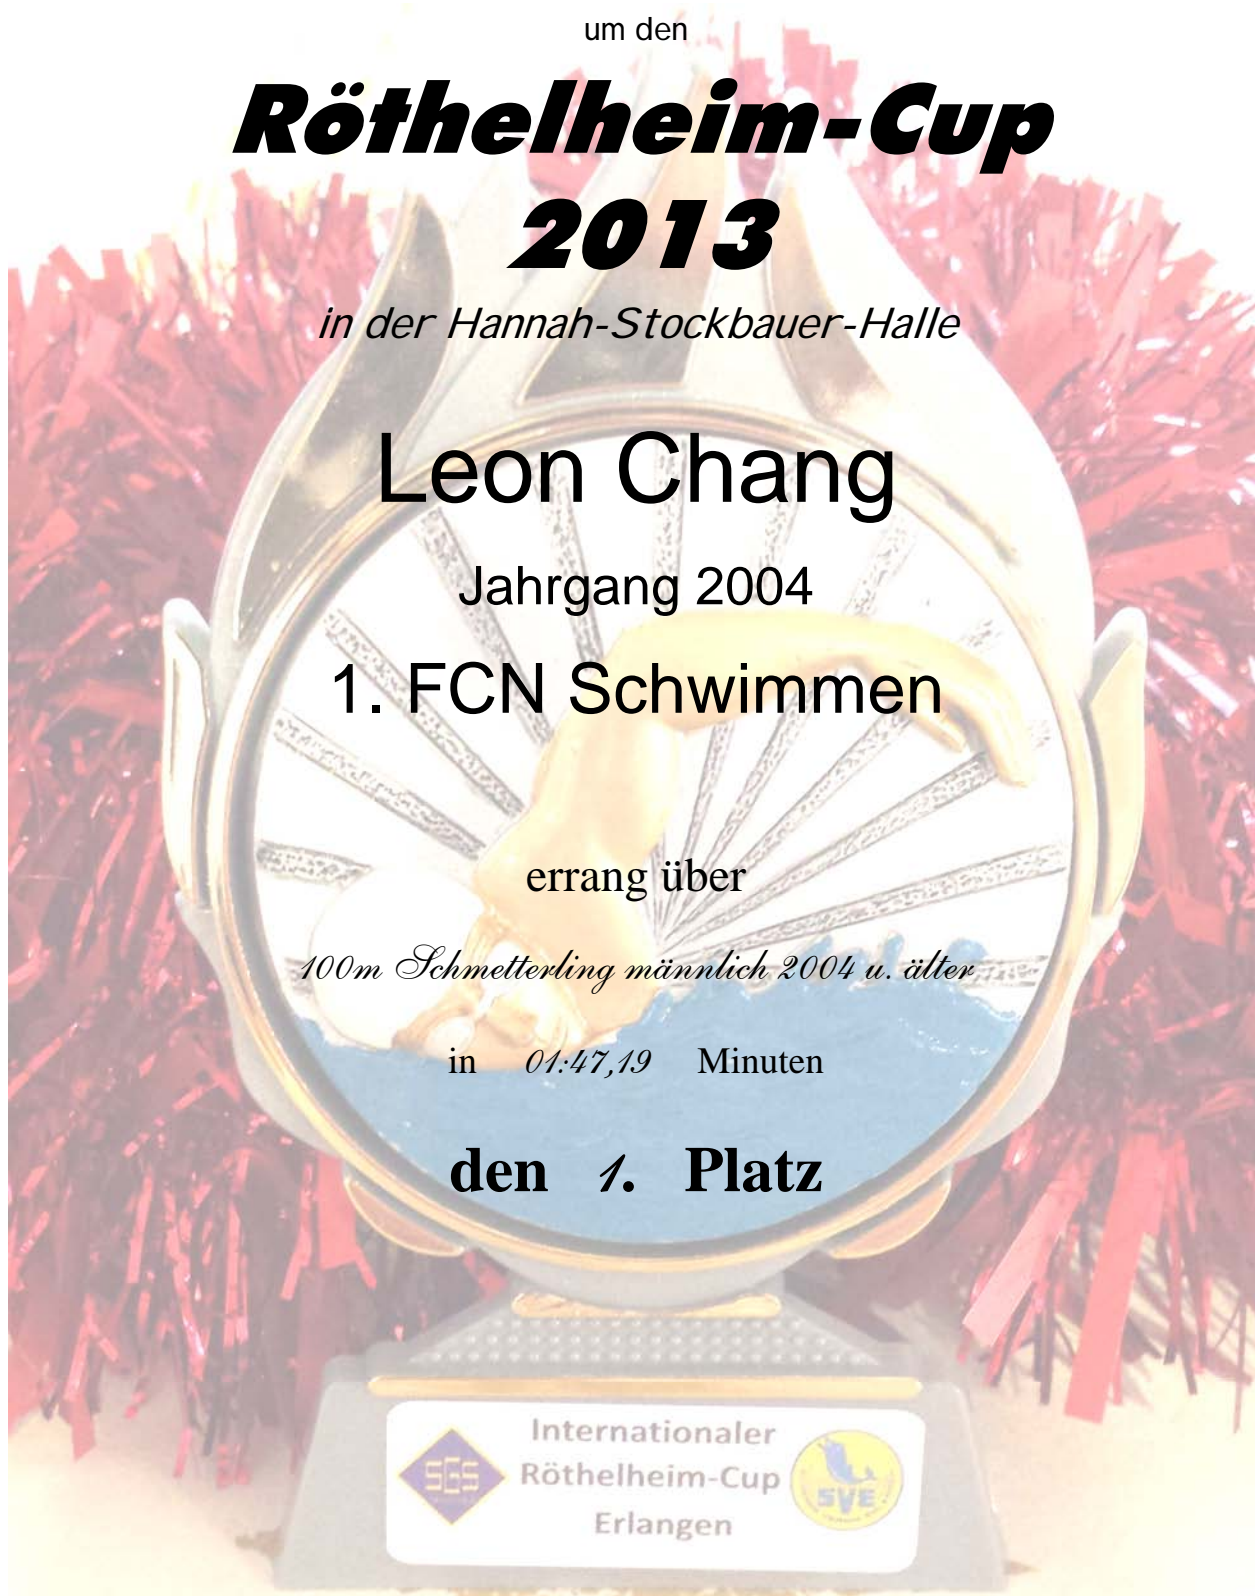 um den
Röthelheim-Cup
2013
in der Hannah-Stockbauer-Halle
Leon Chang
Jahrgang 2004
1. FCN Schwimmen
errang über
100m Schmetterling männlich 2004 u. älter
in 01:47,19 Minuten
den 1. Platz
Internationaler
Röthelheim-Cup
Erlangen
SGS
SVE